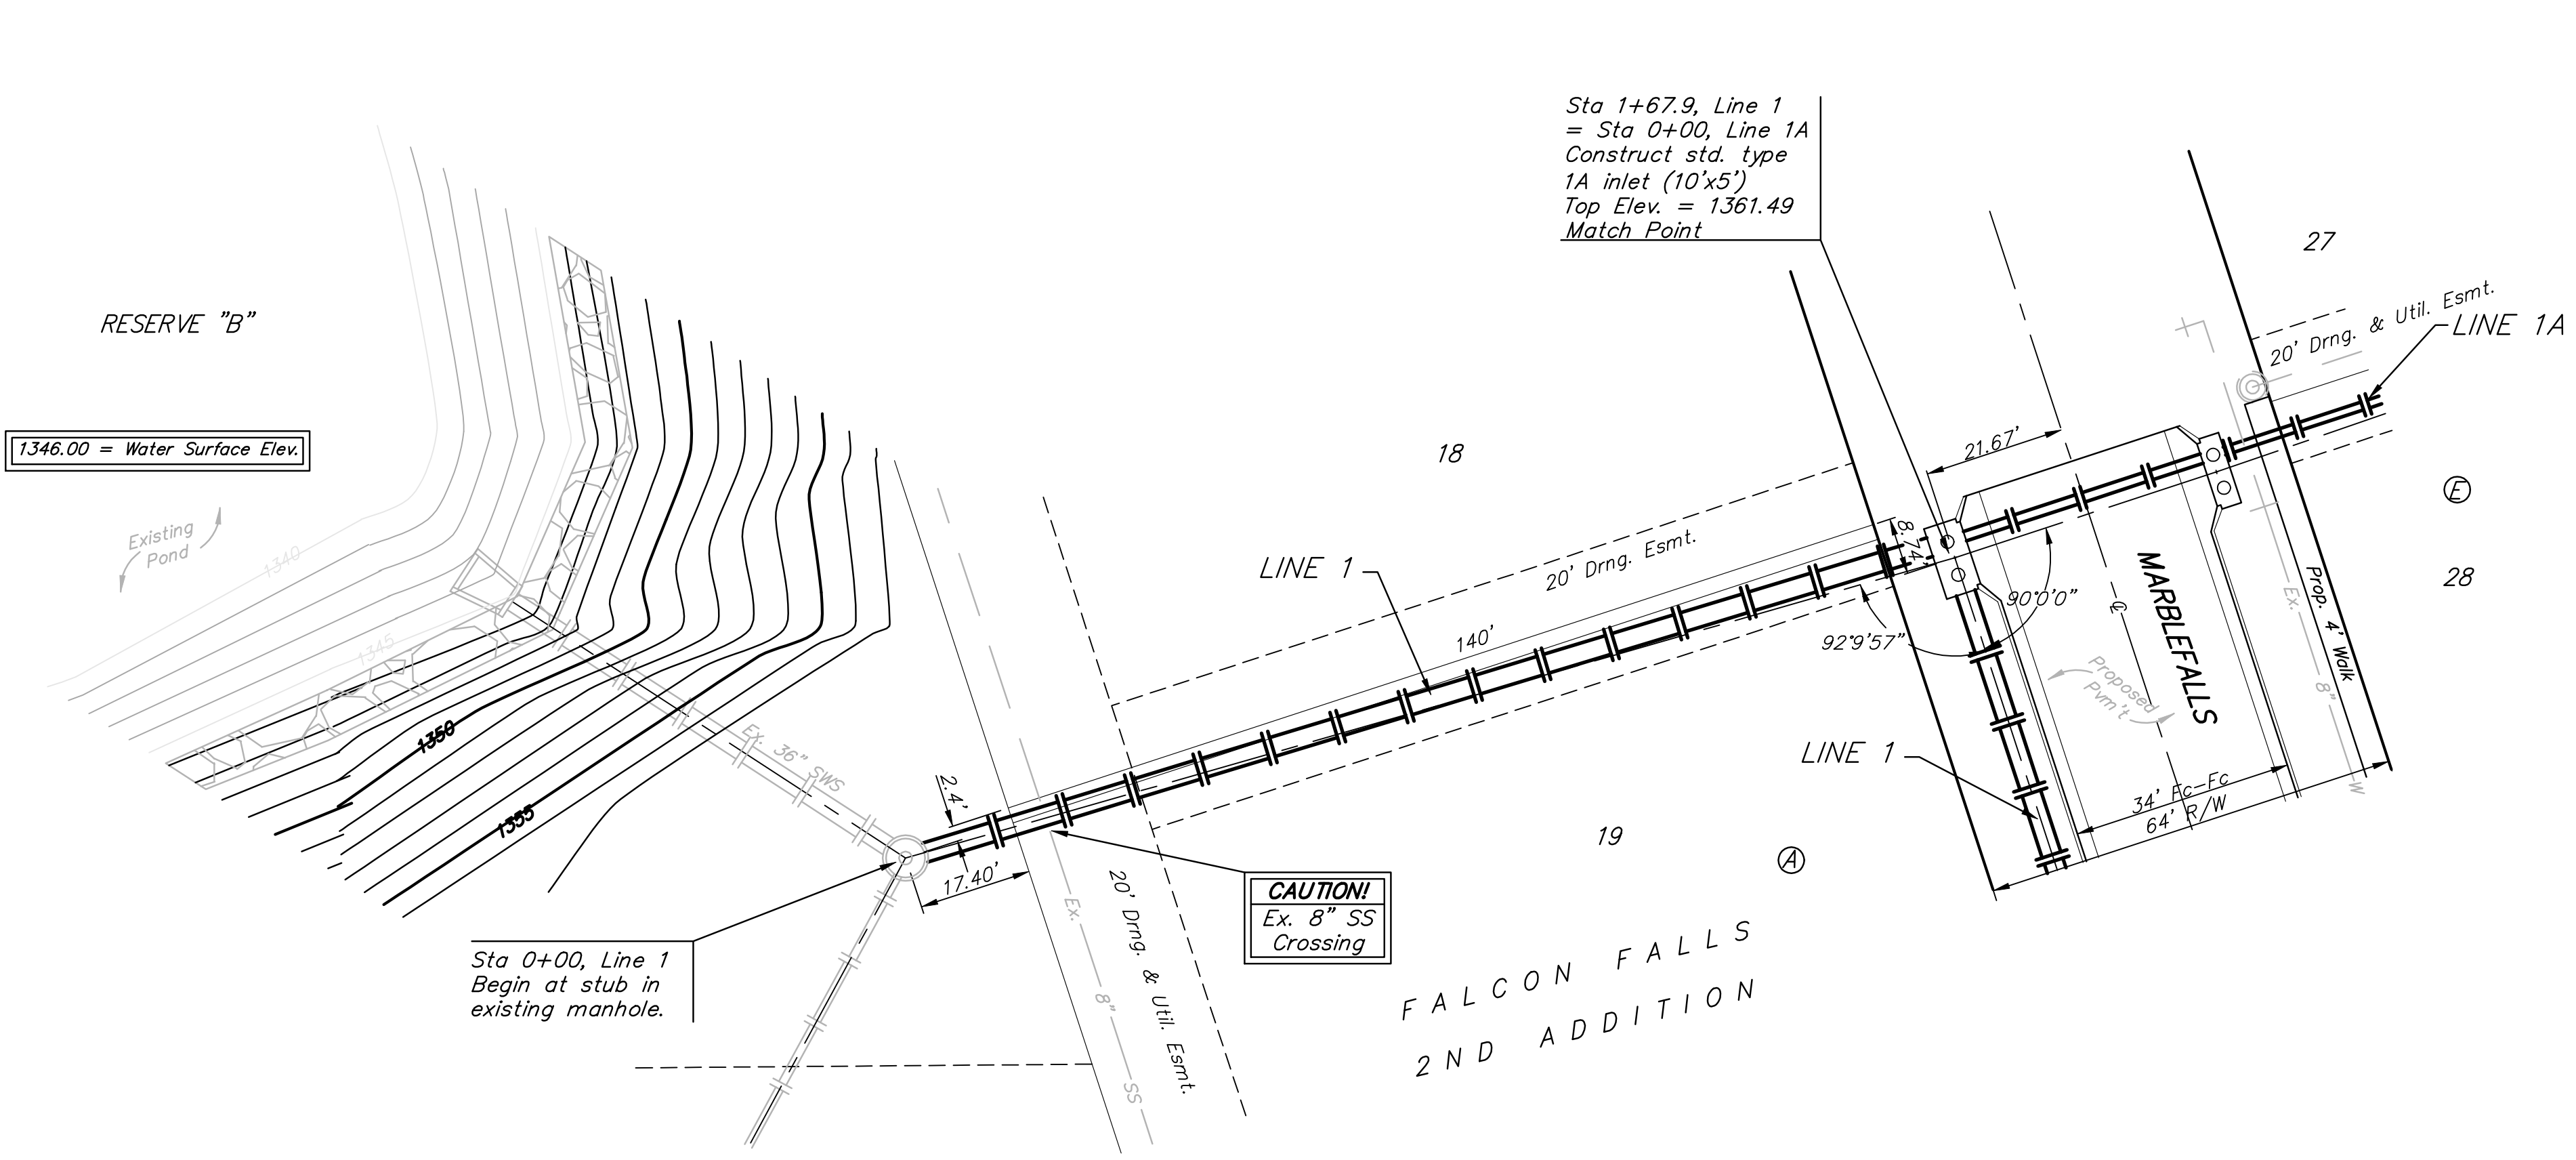 Sta 1+67.9, Line 1
= Sta 0+00, Line 1A
Construct std. type
1A inlet (10'x5')
Top Elev. = 1361.49
Match Point
27
20' Drng. & Util. Esmt.
LINE 1A
RESERVE "B"
1346.00 = Water Surface Elev.
Existing
Pond
1340
1345
1350
1355
Ex. 36" SWS
18
21.67'
E
8.74'
20' Drng. Esmt.
LINE 1
140'
28
90°0'0"
92°9'57"
℄
MARBLEFALLS
Prop. 4' Walk
Ex. 8" W
Proposed
Pvm't
LINE 1
34' Fc-Fc
64' R/W
2.4'
17.40'
19
A
CAUTION!
Ex. 8" SS
Crossing
Ex. 8" SS
20' Drng. & Util. Esmt.
Sta 0+00, Line 1
Begin at stub in
existing manhole.
FALCON FALLS
2ND ADDITION